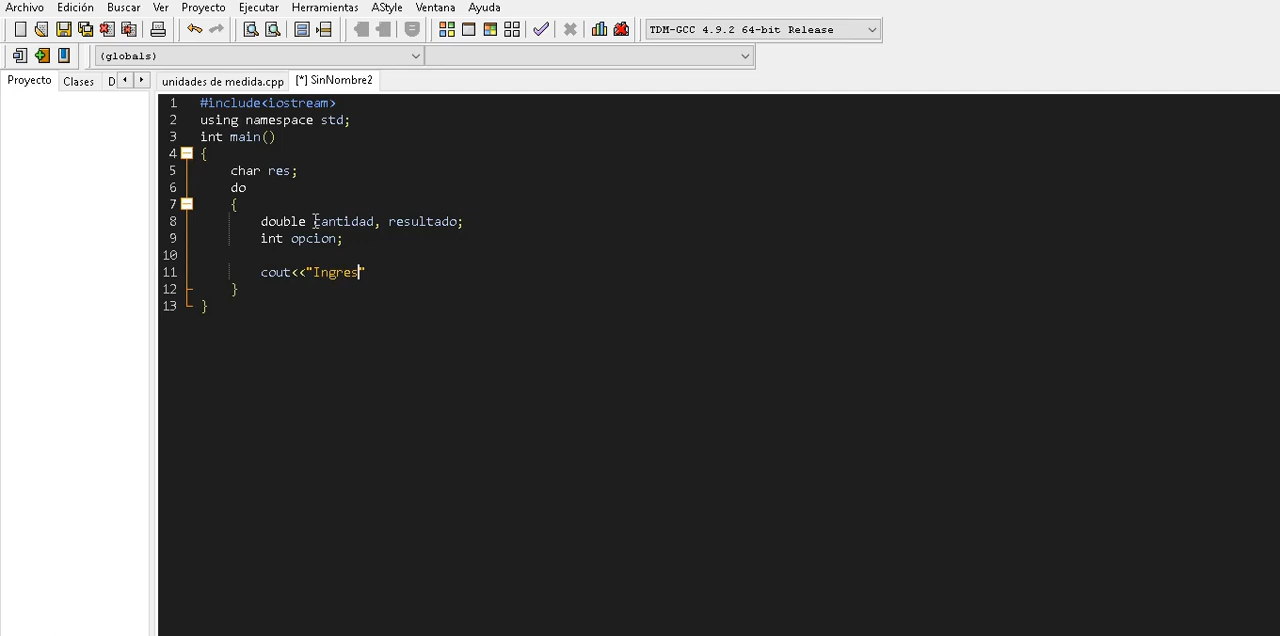 Archivo Edición Buscar Ver Proyecto Ejecutar Herramientas AStyle Ventana Ayuda
TDM-GCC 4.9.2 64-bit Release
(globals)
Proyecto Clases D unidades de medida.cpp [*] SinNombre2
1 #include<iostream>
2 using namespace std;
3 int main()
4 {
5 char res;
6 do
7 {
8 double cantidad, resultado;
9 int opcion;
10
11 cout<<"Ingres"
12 }
13 }